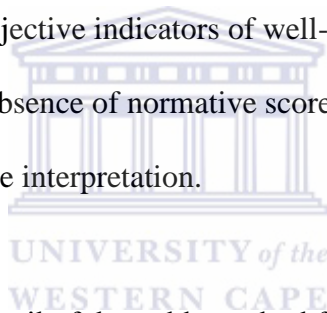 jective indicators of well-
bsence of normative score
e interpretation.
UNIVERSITY of the
WESTERN CAPE